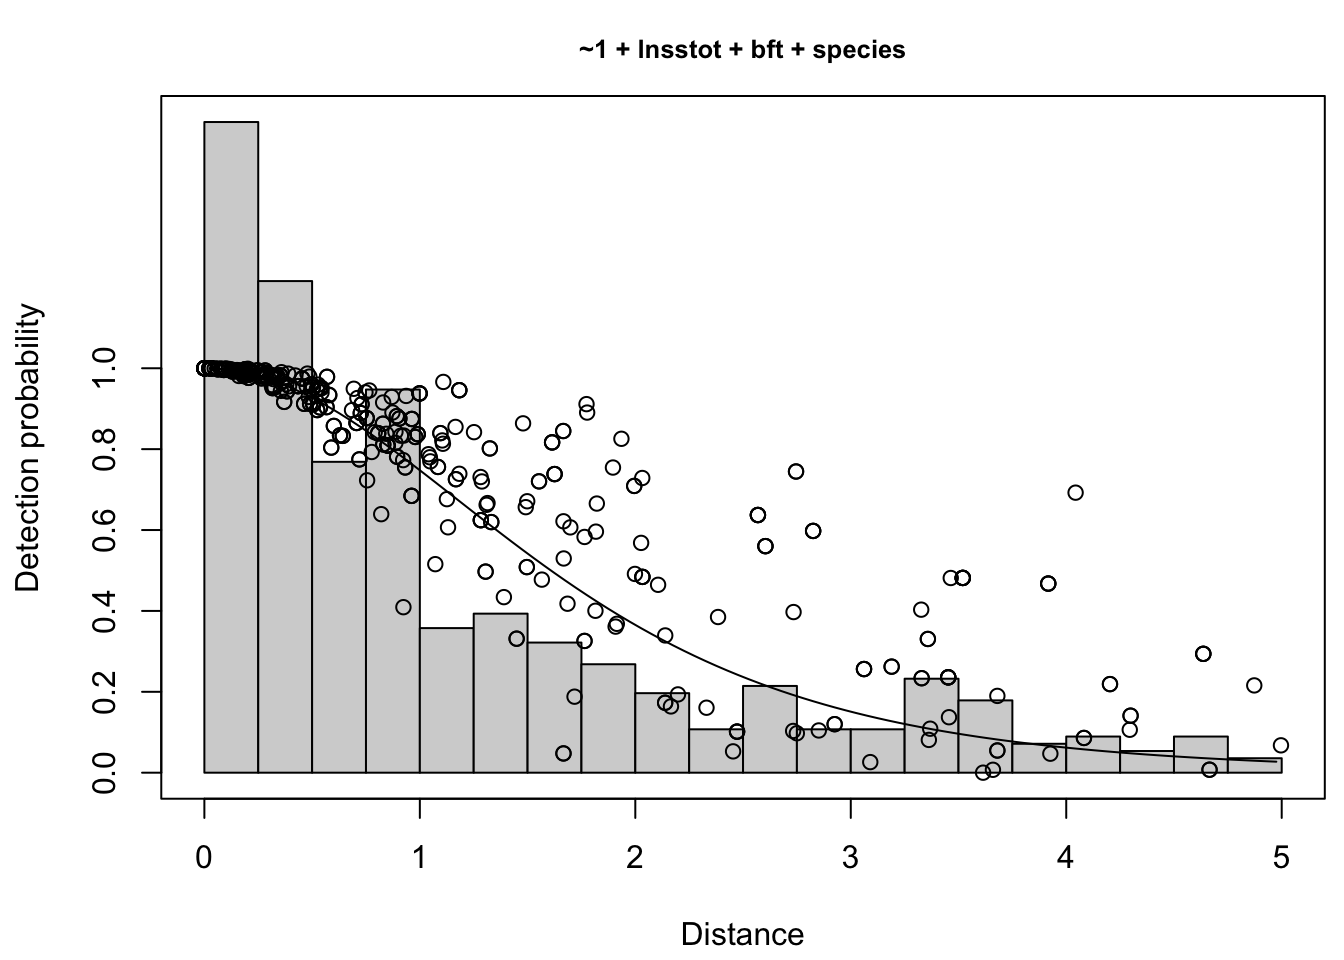 ~1 + lnsstot + bft + species
Detection probability
1.0
0.8
0.6
0.4
0.2
0.0
0 1 2 3 4 5
Distance